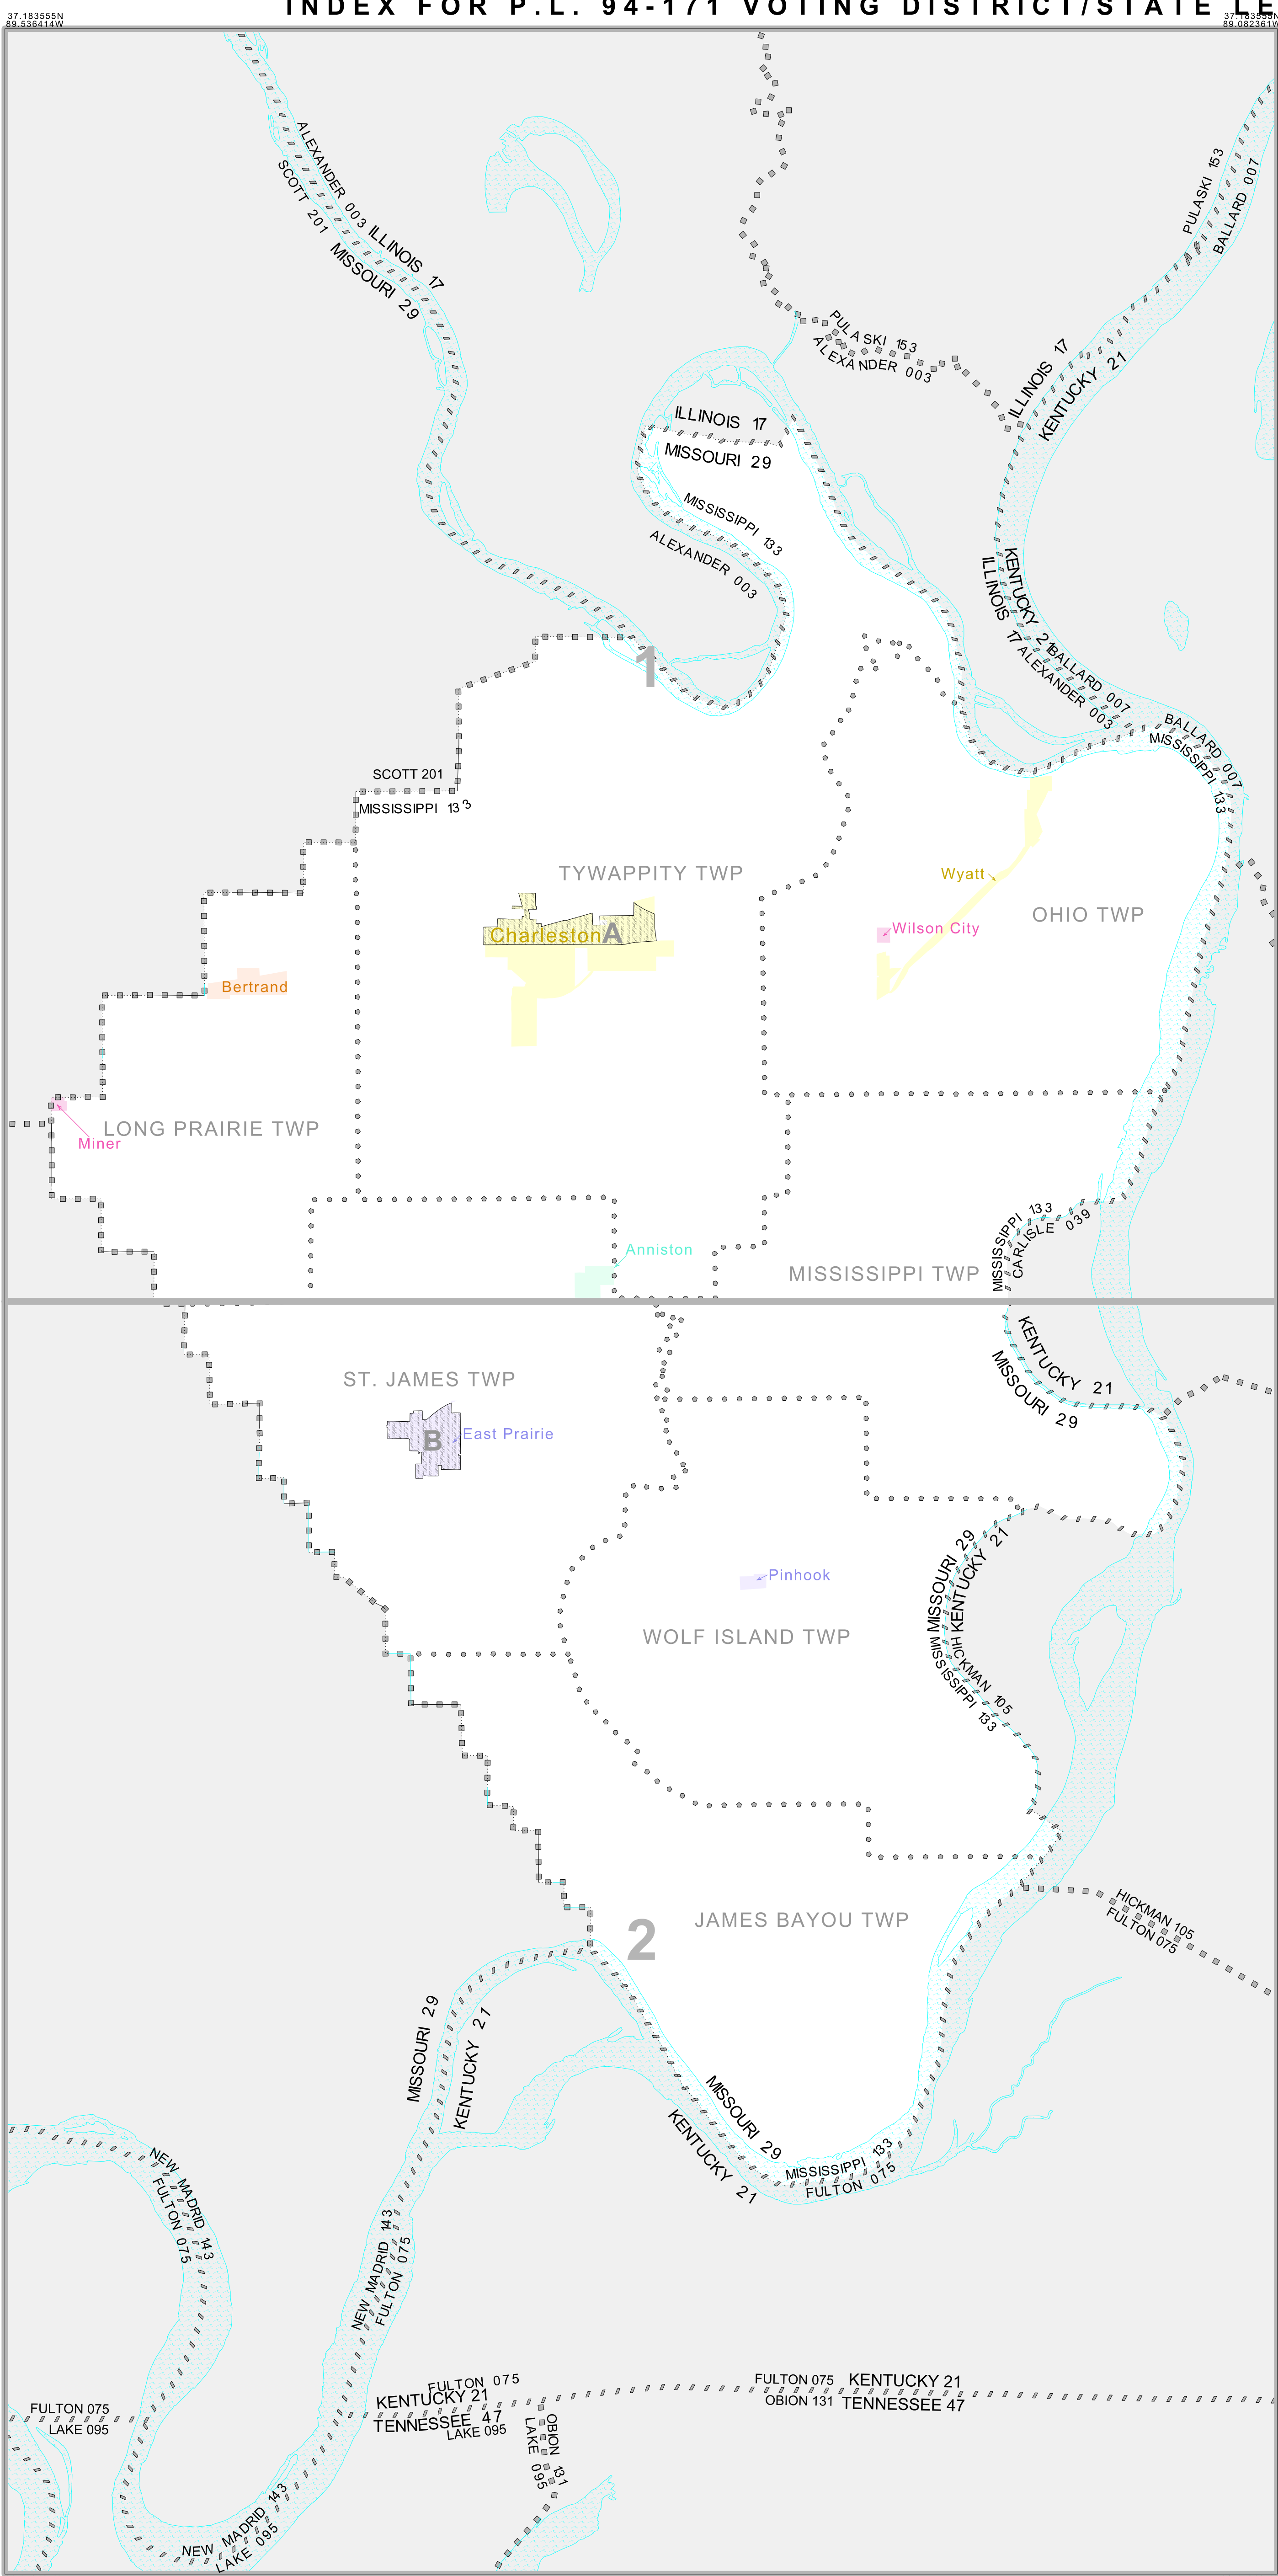 INDEX FOR P.L. 94-171 VOTING DISTRICT/STATE LE
37.183555N
89.536414W
37.183555N
89.082361W
ALEXANDER 003
SCOTT 201
ILLINOIS 17
MISSOURI 29
PULASKI 153
BALLARD 007
PULASKI 153
ALEXANDER 003
ILLINOIS 17
KENTUCKY 21
ILLINOIS 17
MISSOURI 29
MISSISSIPPI 133
ALEXANDER 003
KENTUCKY 21
ILLINOIS 17
BALLARD 007
ALEXANDER 003
1
BALLARD 007
MISSISSIPPI 133
SCOTT 201
MISSISSIPPI 133
TYWAPPITY TWP
Wyatt
OHIO TWP
Charleston
A
Wilson City
Bertrand
LONG PRAIRIE TWP
Miner
MISSISSIPPI 133
CARLISLE 039
Anniston
MISSISSIPPI TWP
KENTUCKY 21
MISSOURI 29
ST. JAMES TWP
B
East Prairie
MISSOURI 29
KENTUCKY 21
Pinhook
WOLF ISLAND TWP
HICKMAN 105
MISSISSIPPI 133
JAMES BAYOU TWP
2
HICKMAN 105
FULTON 075
MISSOURI 29
KENTUCKY 21
MISSOURI 29
KENTUCKY 21
MISSISSIPPI 133
FULTON 075
NEW MADRID 143
FULTON 075
NEW MADRID 143
FULTON 075
FULTON 075
KENTUCKY 21
TENNESSEE 47
LAKE 095
FULTON 075 KENTUCKY 21
OBION 131 TENNESSEE 47
FULTON 075
LAKE 095
OBION 131
LAKE 095
NEW MADRID 143
LAKE 095